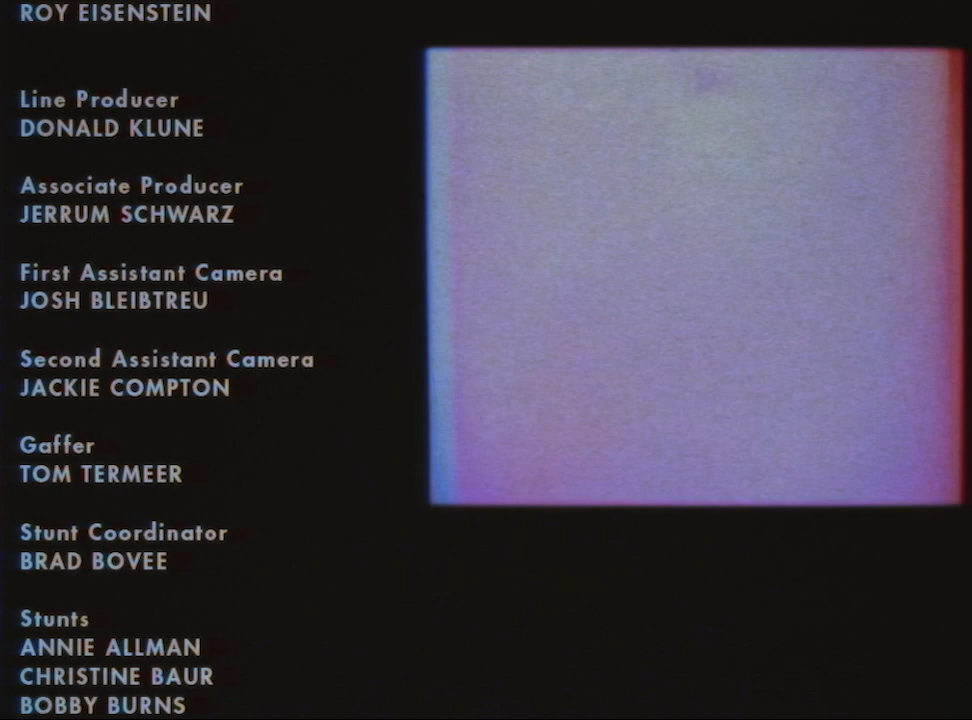 ROY EISENSTEIN
Line Producer
DONALD KLUNE
Associate Producer
JERRUM SCHWARZ
First Assistant Camera
JOSH BLEIBTREU
Second Assistant Camera
JACKIE COMPTON
Gaffer
TOM TERMEER
Stunt Coordinator
BRAD BOVEE
Stunts
ANNIE ALLMAN
CHRISTINE BAUR
BOBBY BURNS